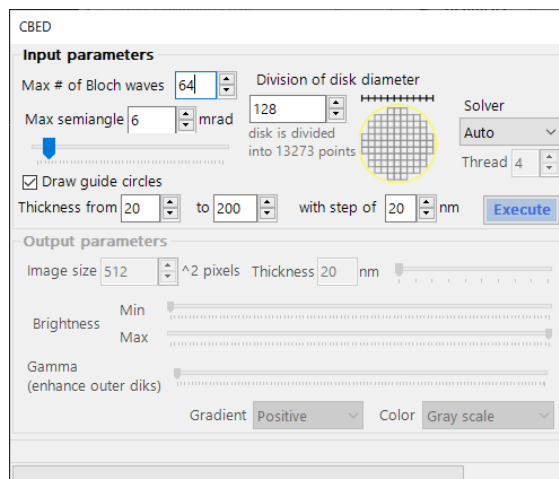 CBED
Input parameters
Max # of Bloch waves 64
Division of disk diameter
128
disk is divided
into 13273 points
Max semiangle 6 mrad
Solver
Auto
Thread 4
Draw guide circles
Thickness from 20 to 200 with step of 20 nm Execute
Output parameters
Image size 512 ^2 pixels Thickness 20 nm
Brightness
Min
Max
Gamma
(enhance outer diks)
Gradient Positive Color Gray scale